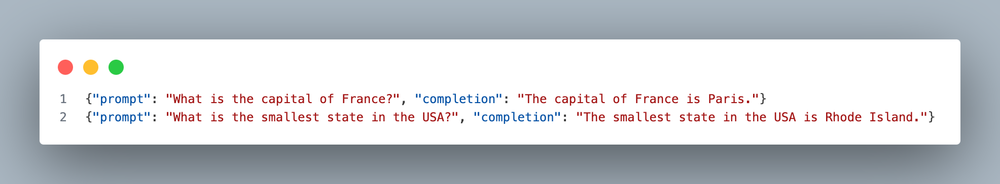 1 {"prompt": "What is the capital of France?", "completion": "The capital of France is Paris."}
2 {"prompt": "What is the smallest state in the USA?", "completion": "The smallest state in the USA is Rhode Island."}